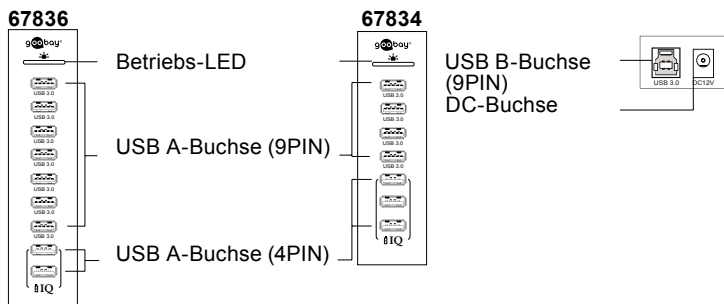 67836
goobay
USB 3.0
USB 3.0
USB 3.0
USB 3.0
USB 3.0
USB 3.0
USB 3.0
IQ
Betriebs-LED
USB A-Buchse (9PIN)
USB A-Buchse (4PIN)
67834
goobay
USB 3.0
USB 3.0
USB 3.0
USB 3.0
IQ
USB B-Buchse
(9PIN)
DC-Buchse
USB 3.0
DC12V